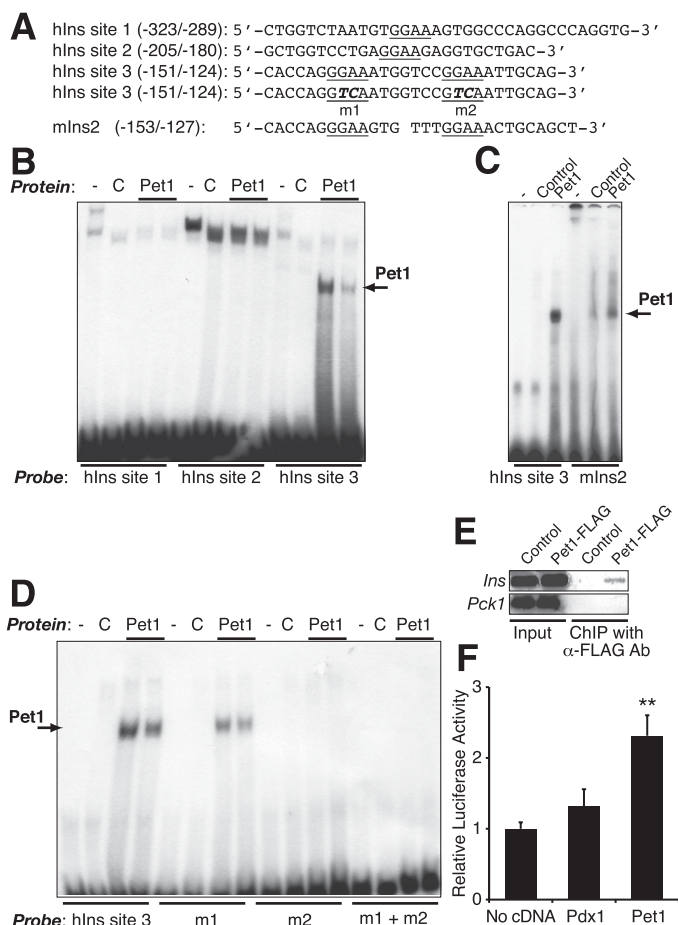 A
hIns site 1 (-323/-289): 5'-CTGGTCTAATGTGGAAAGTGGCCCAGGCCCAGGTG-3'
hIns site 2 (-205/-180): 5'-GCTGGTCCTGAGGAAGAGGTGCTGAC-3'
hIns site 3 (-151/-124): 5'-CACCAGGGAAATGGTCCGGAAATTGCAG-3'
hIns site 3 (-151/-124): 5'-CACCAGGTCAATGGTCCGTCAATTGCAG-3'
m1 m2
mIns2 (-153/-127): 5'-CACCAGGGAAGTG TTTGGAAACTGCAGCT-3'
B
Protein: - C Pet1 - C Pet1 - C Pet1
Pet1
Probe: hIns site 1 hIns site 2 hIns site 3
C
- Control Pet1 - Control Pet1
Pet1
hIns site 3 mIns2
D
Protein: - C Pet1 - C Pet1 - C Pet1 - C Pet1
Pet1
Probe: hIns site 3 m1 m2 m1 + m2
E
Control Pet1-FLAG Control Pet1-FLAG
Ins
Pck1
Input ChIP with
α-FLAG Ab
F
Relative Luciferase Activity
3
2
1
0
**
No cDNA Pdx1 Pet1